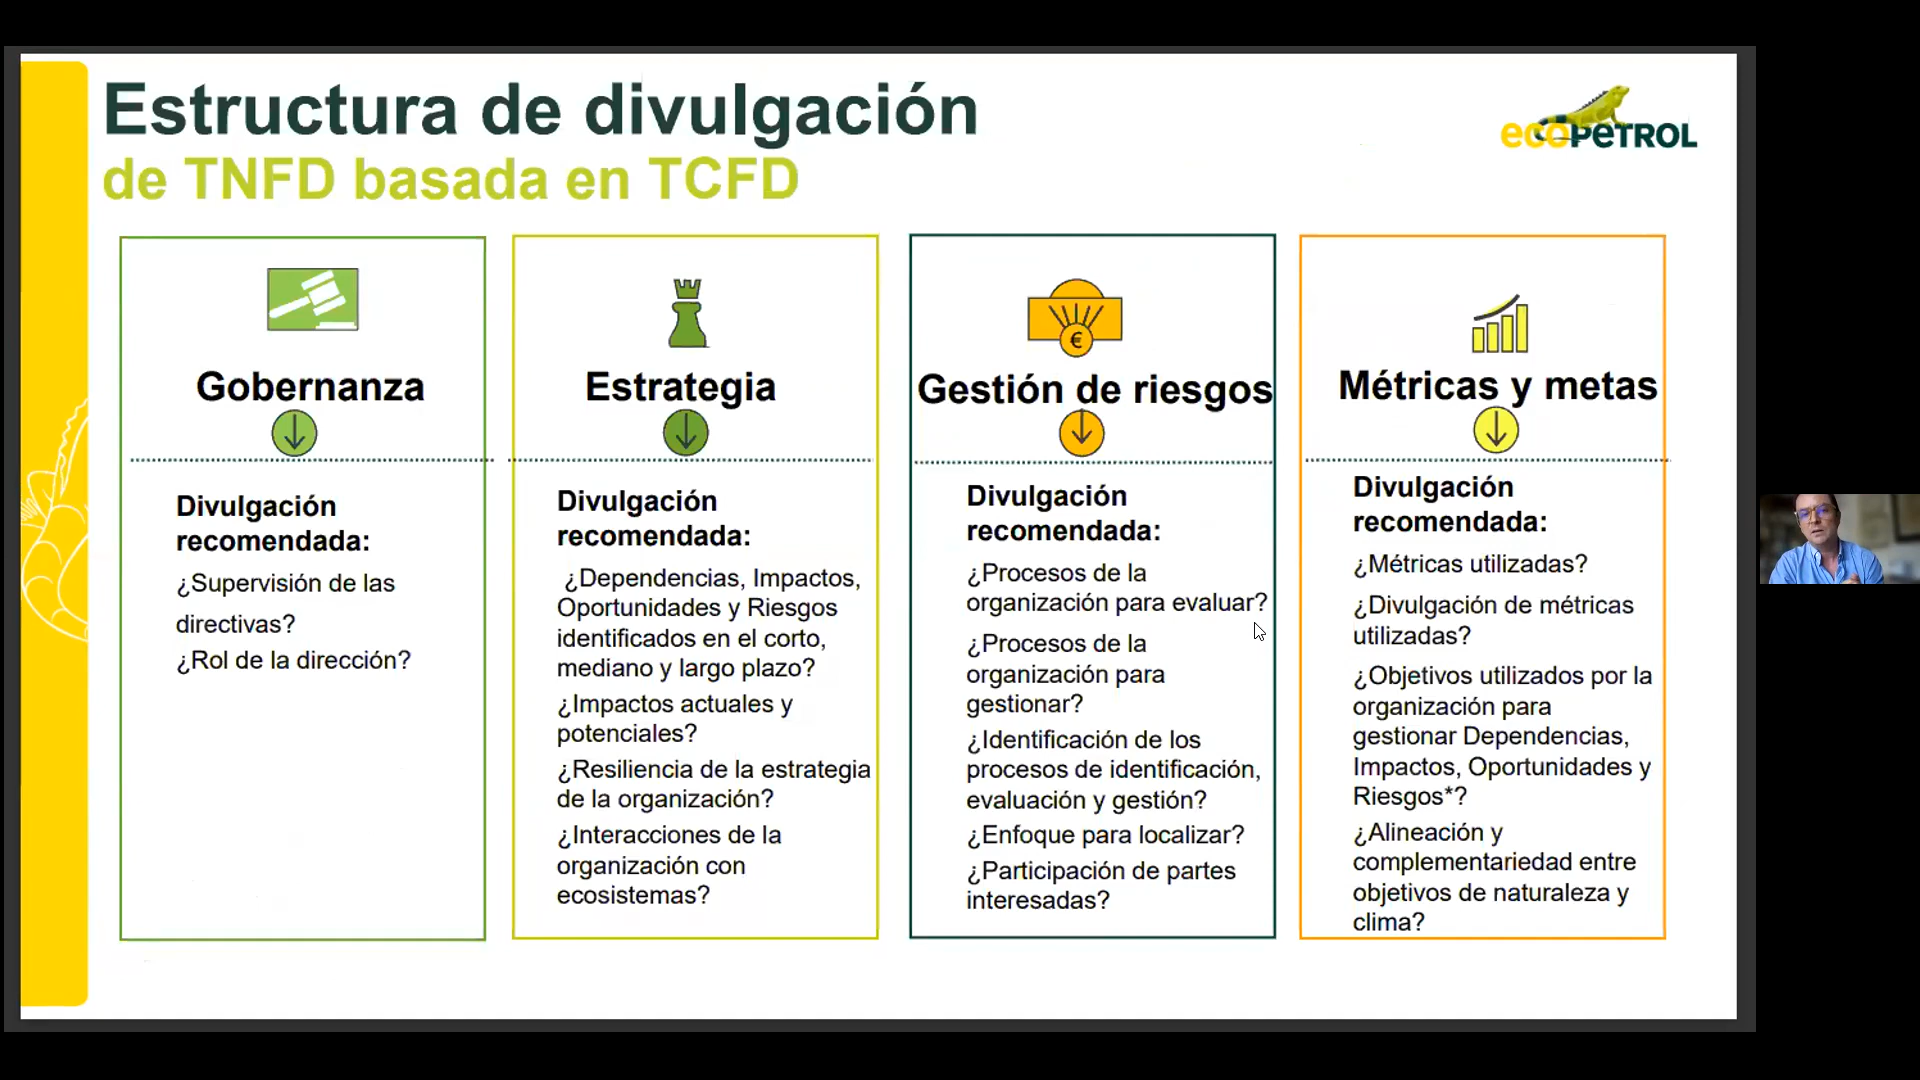 Estructura de divulgación
de TNFD basada en TCFD
ecoPETROL
Gobernanza
Divulgación
recomendada:
¿Supervisión de las
directivas?
¿Rol de la dirección?
Estrategia
Divulgación
recomendada:
¿Dependencias, Impactos,
Oportunidades y Riesgos
identificados en el corto,
mediano y largo plazo?
¿Impactos actuales y
potenciales?
¿Resiliencia de la estrategia
de la organización?
¿Interacciones de la
organización con
ecosistemas?
€
Gestión de riesgos
Divulgación
recomendada:
¿Procesos de la
organización para evaluar?
¿Procesos de la
organización para
gestionar?
¿Identificación de los
procesos de identificación,
evaluación y gestión?
¿Enfoque para localizar?
¿Participación de partes
interesadas?
Métricas y metas
Divulgación
recomendada:
¿Métricas utilizadas?
¿Divulgación de métricas
utilizadas?
¿Objetivos utilizados por la
organización para
gestionar Dependencias,
Impactos, Oportunidades y
Riesgos*?
¿Alineación y
complementariedad entre
objetivos de naturaleza y
clima?